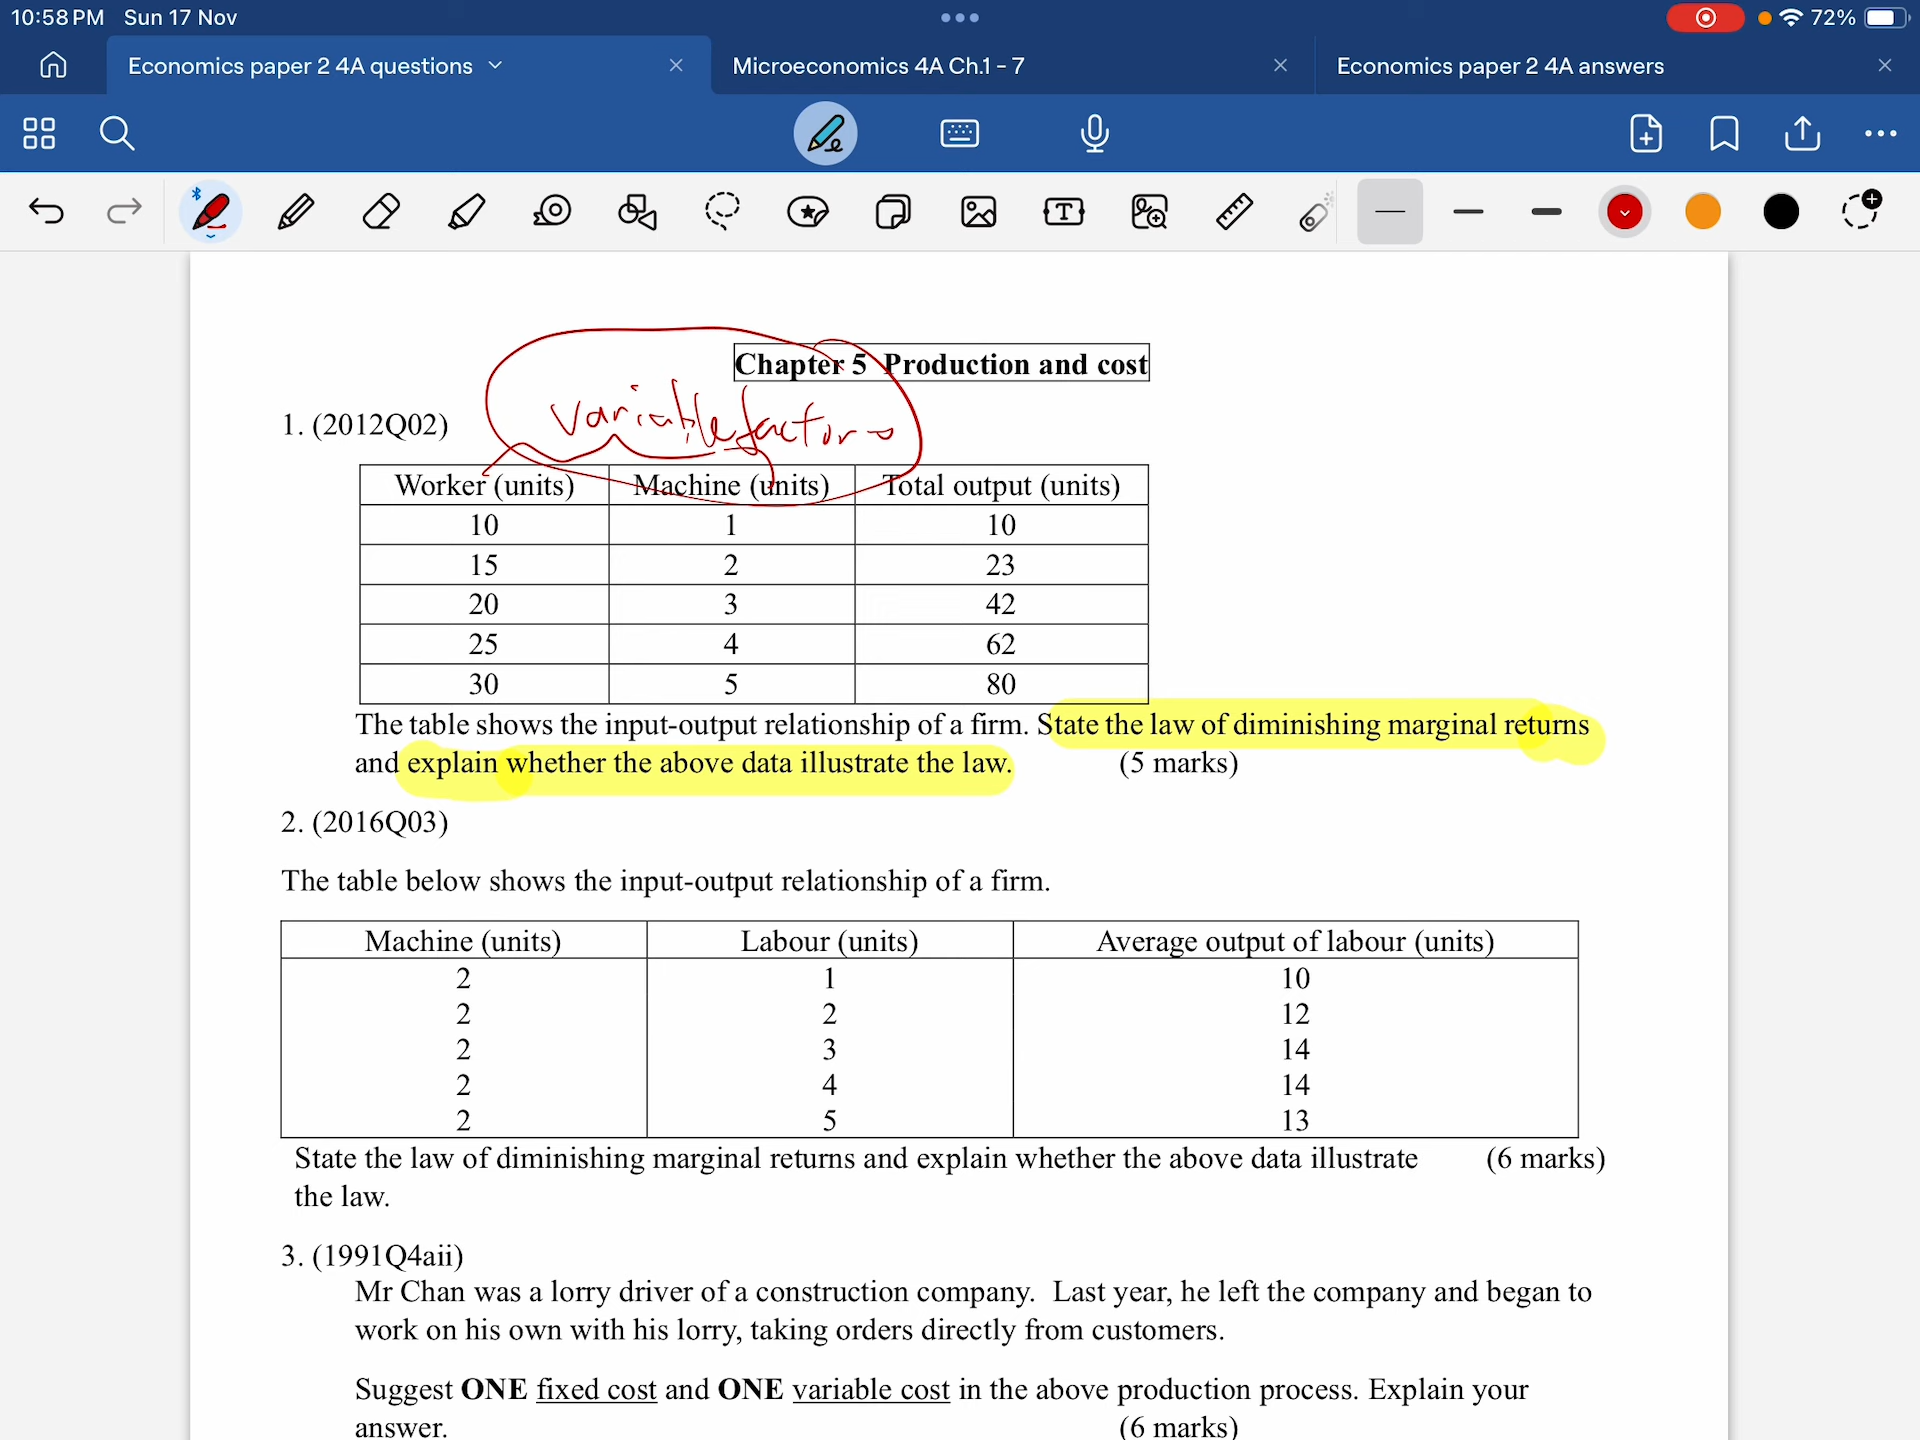 10:58 PM Sun 17 Nov
72%
Economics paper 2 4A questions
Microeconomics 4A Ch.1 - 7
Economics paper 2 4A answers
Chapter 5 Production and cost
variable factors
1. (2012Q02)
Worker (units) Machine (units) Total output (units)
10 1 10
15 2 23
20 3 42
25 4 62
30 5 80
The table shows the input-output relationship of a firm. State the law of diminishing marginal returns
and explain whether the above data illustrate the law. (5 marks)
2. (2016Q03)
The table below shows the input-output relationship of a firm.
Machine (units) Labour (units) Average output of labour (units)
2 1 10
2 2 12
2 3 14
2 4 14
2 5 13
State the law of diminishing marginal returns and explain whether the above data illustrate (6 marks)
the law.
3. (1991Q4aii)
Mr Chan was a lorry driver of a construction company. Last year, he left the company and began to
work on his own with his lorry, taking orders directly from customers.
Suggest ONE fixed cost and ONE variable cost in the above production process. Explain your
answer. (6 marks)